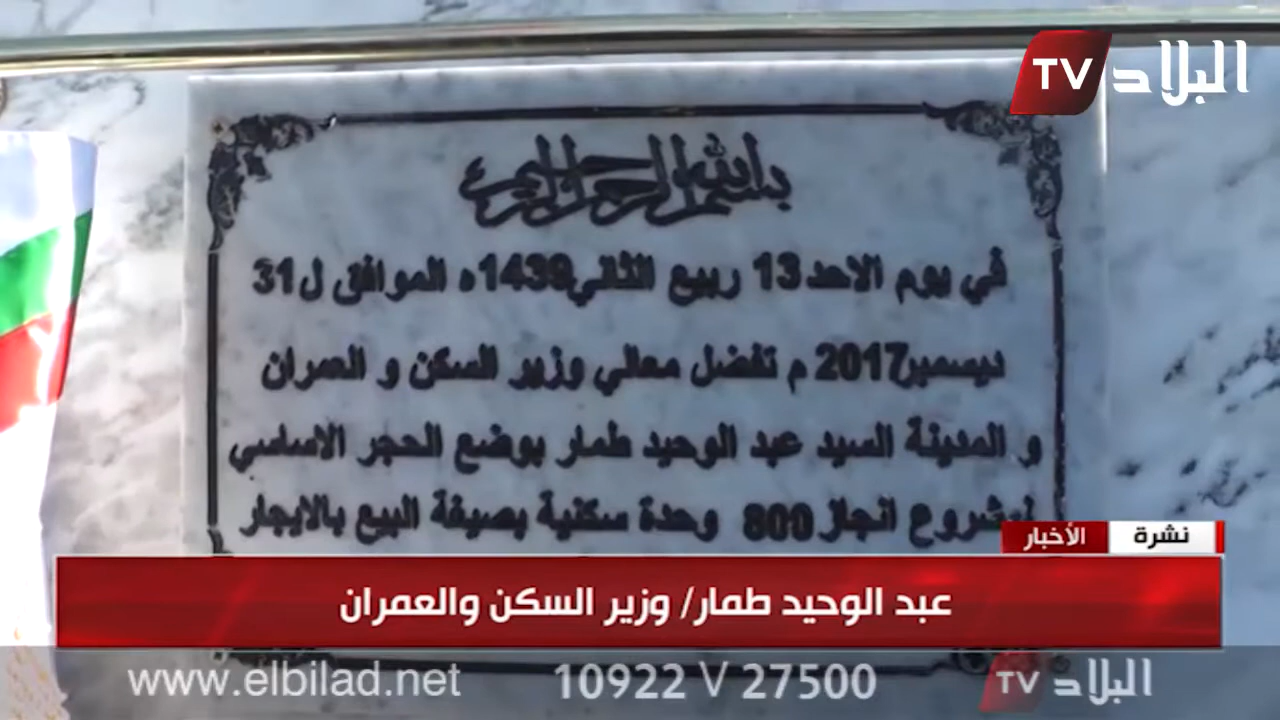 TV البلاد
بسم الله الرحمن الرحيم
في يوم الاحد 13 ربيع الثاني 1439ه الموافق ل 31
ديسمبر 2017 م تفضل معالي وزير السكن و العمران
و المدينة السيد عبد الوحيد طمار بوضع الحجر الاساسي
لمشروع انجاز 800 وحدة سكنية بصيغة البيع بالايجار
نشرة الأخبار
عبد الوحيد طمار/ وزير السكن والعمران
www.elbilad.net 10922 V 27500 TV البلاد